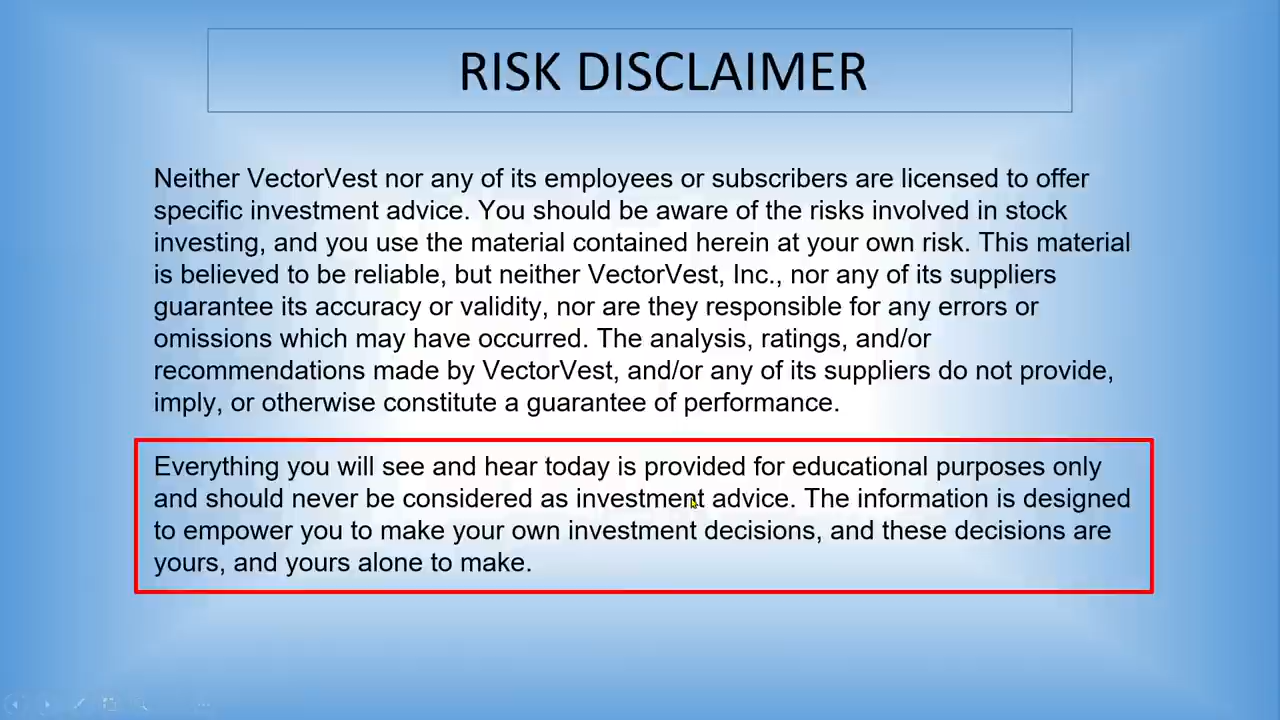 RISK DISCLAIMER
Neither VectorVest nor any of its employees or subscribers are licensed to offer
specific investment advice. You should be aware of the risks involved in stock
investing, and you use the material contained herein at your own risk. This material
is believed to be reliable, but neither VectorVest, Inc., nor any of its suppliers
guarantee its accuracy or validity, nor are they responsible for any errors or
omissions which may have occurred. The analysis, ratings, and/or
recommendations made by VectorVest, and/or any of its suppliers do not provide,
imply, or otherwise constitute a guarantee of performance.
Everything you will see and hear today is provided for educational purposes only
and should never be considered as investment advice. The information is designed
to empower you to make your own investment decisions, and these decisions are
yours, and yours alone to make.